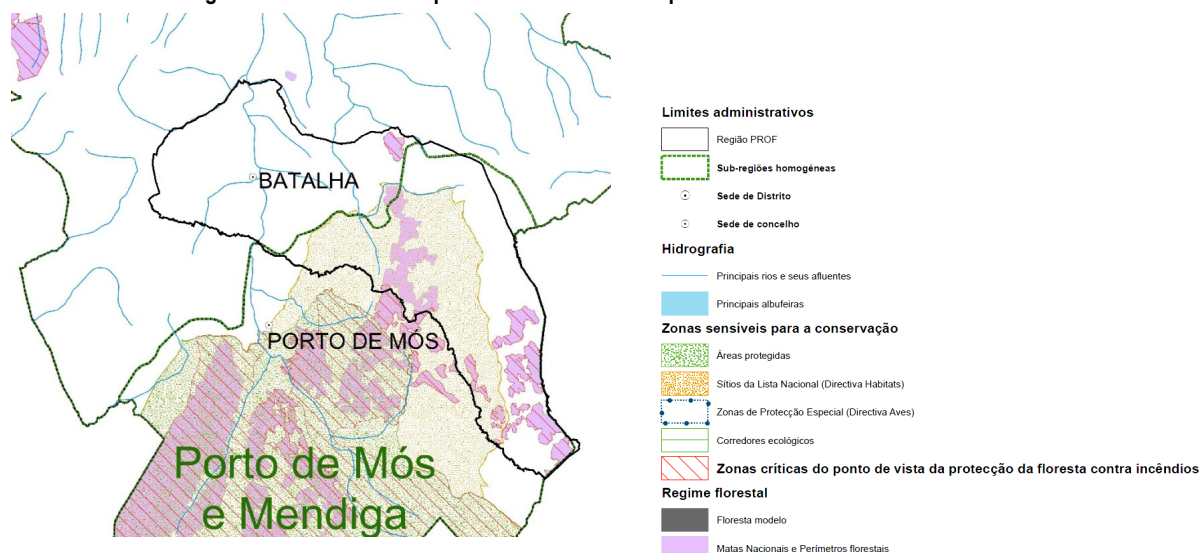 BATALHA
PORTO DE MÓS
Porto de Mós
e Mendiga
Limites administrativos
Região PROF
Sub-regiões homogéneas
Sede de Distrito
Sede de concelho
Hidrografia
Principais rios e seus afluentes
Principais albufeiras
Zonas sensíveis para a conservação
Áreas protegidas
Sítios da Lista Nacional (Directiva Habitats)
Zonas de Protecção Especial (Directiva Aves)
Corredores ecológicos
Zonas críticas do ponto de vista da protecção da floresta contra incêndios
Regime florestal
Floresta modelo
Matas Nacionais e Perímetros florestais